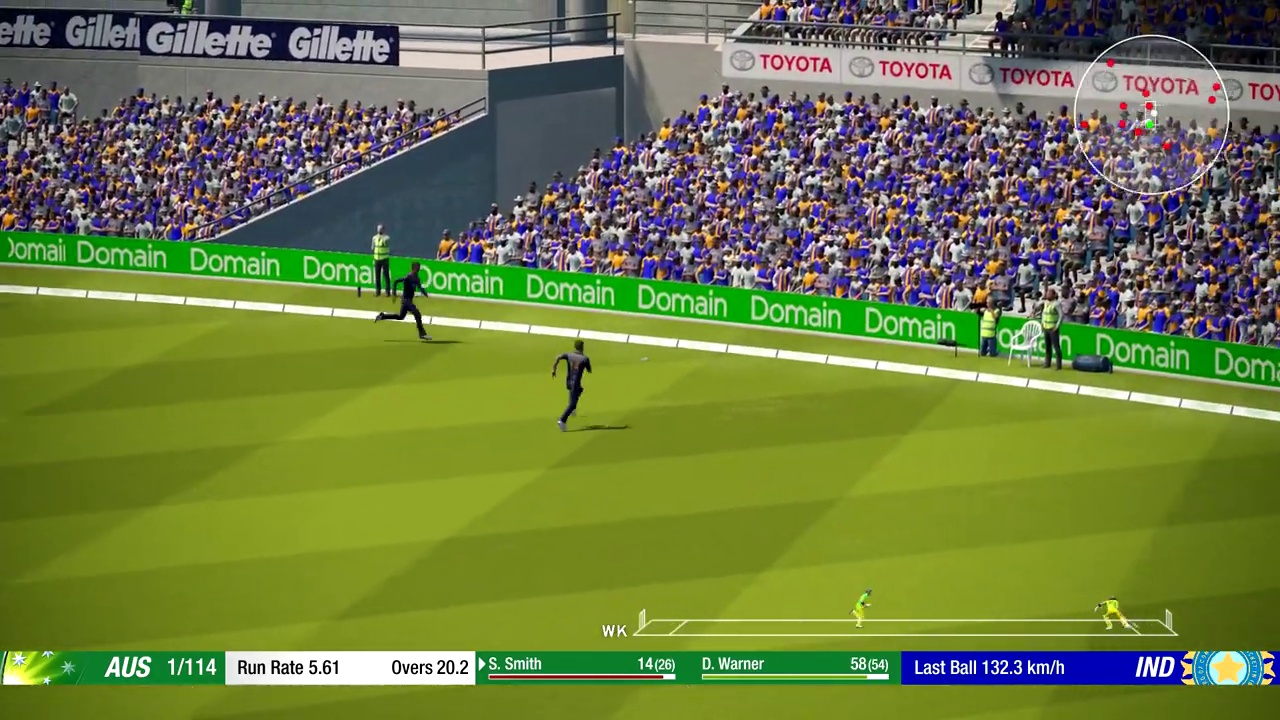 Gillette Gillette Gillette
TOYOTA TOYOTA TOYOTA TOYOTA
Domain Domain Domain Domain Domain Domain Domain Domain Domain
WK
AUS 1/114 Run Rate 5.61 Overs 20.2 S. Smith 14 (26) D. Warner 58 (54) Last Ball 132.3 km/h IND